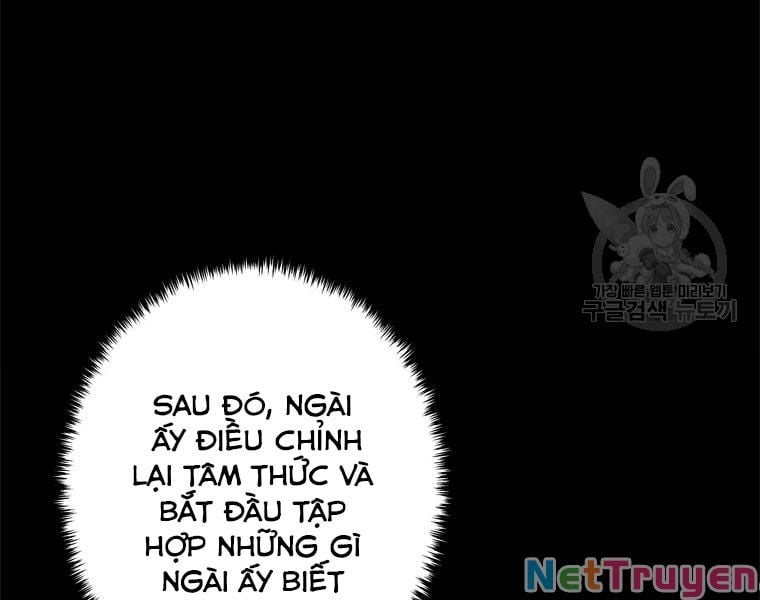 가장 빠른 웹툰 미리보기
구글검색 뉴토끼
SAU ĐÓ, NGÀI
ẤY ĐIỀU CHỈNH
LẠI TÂM THỨC VÀ
BẮT ĐẦU TẬP
HỢP NHỮNG GÌ
NGÀI ẤY BIẾT
NETTRUYEN